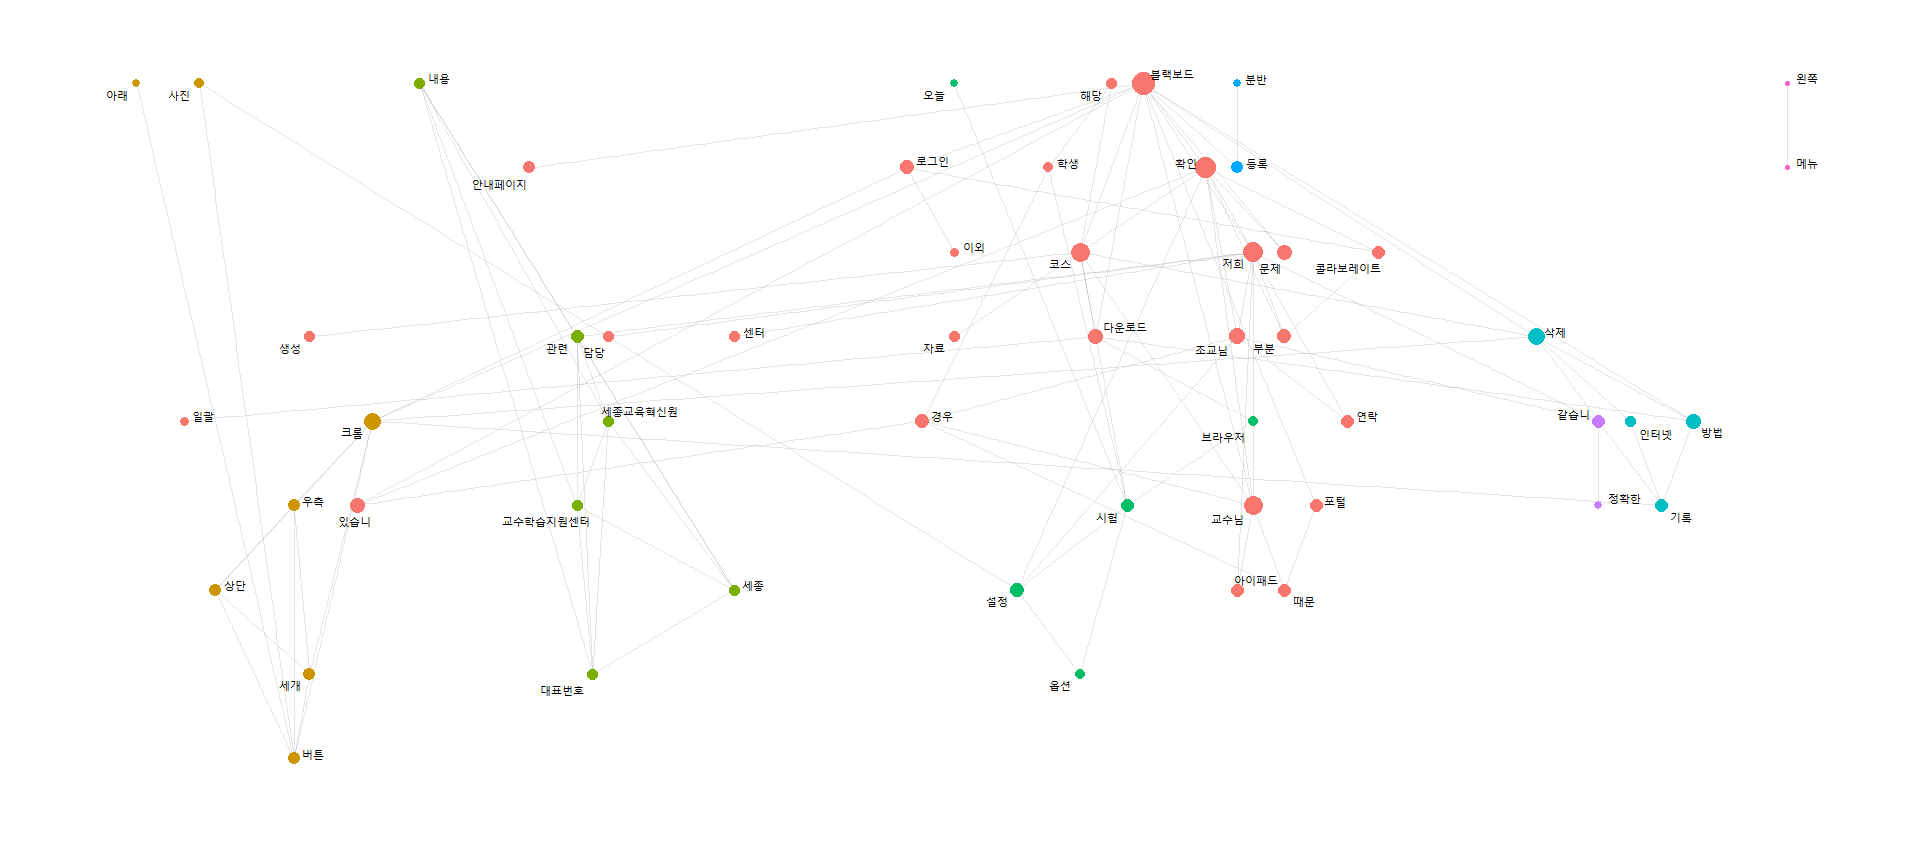 아래
사진
내용
오늘
해당
블랙보드
분반
왼쪽
안내페이지
로그인
학생
확인
등록
메뉴
이외
코스
저희
문제
콜라보레이트
생성
관련
담당
센터
자료
다운로드
조교님
부분
삭제
일괄
크롬
세종교육혁신원
경우
브라우저
연락
같습니
인터넷
방법
우측
있습니
교수학습지원센터
시험
교수님
포털
정확한
기록
상단
세종
설정
아이패드
때문
세개
대표번호
옵션
버튼